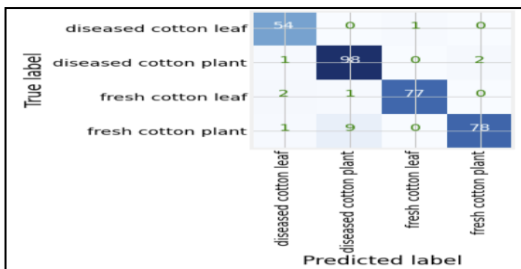 True label
diseased cotton leaf 54 0 1 0
diseased cotton plant 1 98 0 2
fresh cotton leaf 2 1 77 0
fresh cotton plant 1 9 0 78
diseased cotton leaf
diseased cotton plant
fresh cotton leaf
fresh cotton plant
Predicted label